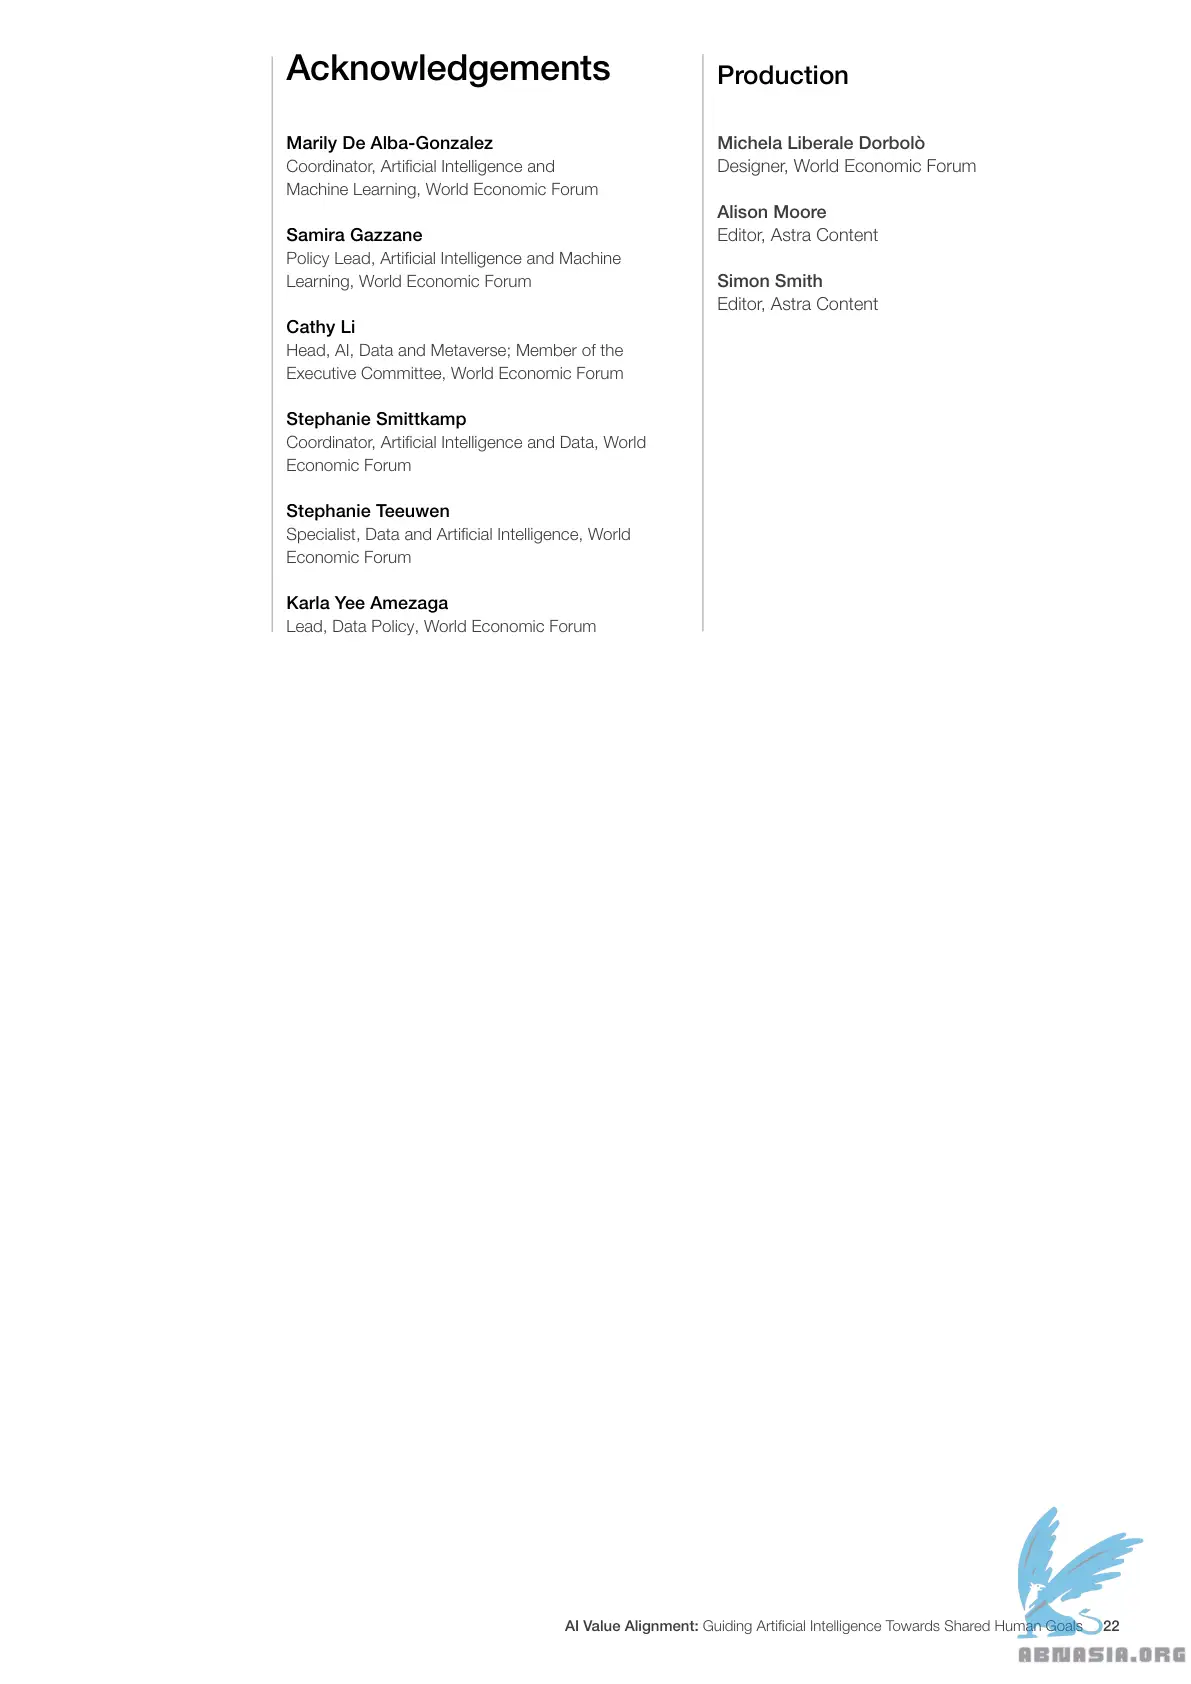 Acknowledgements
Marily De Alba-Gonzalez
Coordinator, Artificial Intelligence and
Machine Learning, World Economic Forum
Samira Gazzane
Policy Lead, Artificial Intelligence and Machine
Learning, World Economic Forum
Cathy Li
Head, AI, Data and Metaverse; Member of the
Executive Committee, World Economic Forum
Stephanie Smittkamp
Coordinator, Artificial Intelligence and Data, World
Economic Forum
Stephanie Teeuwen
Specialist, Data and Artificial Intelligence, World
Economic Forum
Karla Yee Amezaga
Lead, Data Policy, World Economic Forum
Production
Michela Liberale Dorbolò
Designer, World Economic Forum
Alison Moore
Editor, Astra Content
Simon Smith
Editor, Astra Content
AI Value Alignment: Guiding Artificial Intelligence Towards Shared Human Goals 22
ABNASIA.ORG